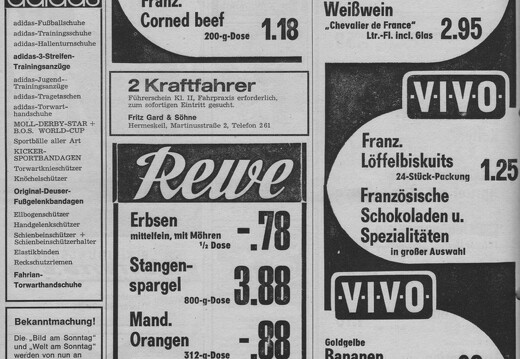 adidas
adidas-Fußballschuhe
adidas-Trainingsschuhe
adidas-Hallenturnschuhe
adidas-3-Streifen-
Trainingsanzüge
adidas-Jugend-
Trainingsanzüge
adidas-Tragetaschen
adidas-Torwart-
handschuhe
MOLL-DERBY-STAR +
B.O.S. WORLD-CUP
Sportbälle aller Art
KICKER-
SPORTBANDAGEN
Torwartknieschützer
Knöchelschützer
Original-Deuser-
Fußgelenkbandagen
Ellbogenschützer
Handgelenkschützer
Schienbeinschützer +
Schienbeinschützerhalter
Elastikbinden
Reckschutzriemen
Fahrian-
Torwarthandschuhe
Bekanntmachung!
Die „Bild am Sonntag"
und „Welt am Sonntag"
werden von nun an
Franz.
Corned beef
200-g-Dose 1.18
2 Kraftfahrer
Führerschein Kl. II, Fahrpraxis erforderlich,
zum sofortigen Eintritt gesucht.
Fritz Gard & Söhne
Hermeskeil, Martinusstraße 2, Telefon 361
Rewe
Erbsen
mittelfein, mit Möhren
½ Dose -.78
Stangen-
spargel
800-g-Dose 3.88
Mand.
Orangen
312-g-Dose -.88
Weißwein
„Chevalier de France"
Ltr.-Fl. incl. Glas 2.95
V·I·V·O
Franz.
Löffelbiskuits
24-Stück-Packung 1.25
Französische
Schokoladen u.
Spezialitäten
in großer Auswahl
V·I·V·O
Goldgelbe
Bananen